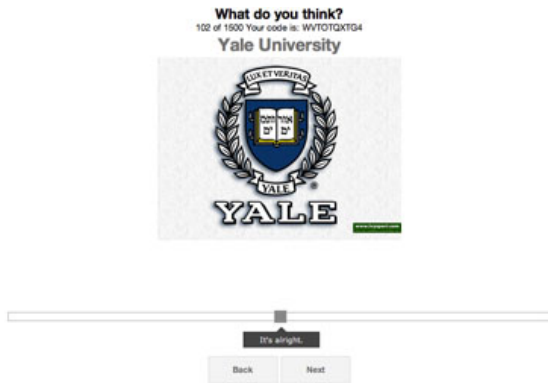 What do you think?
102 of 1500 Your code is: WVTOTQXTG4
Yale University
LUX ET VERITAS
YALE
YALE
It's alright.
Back Next